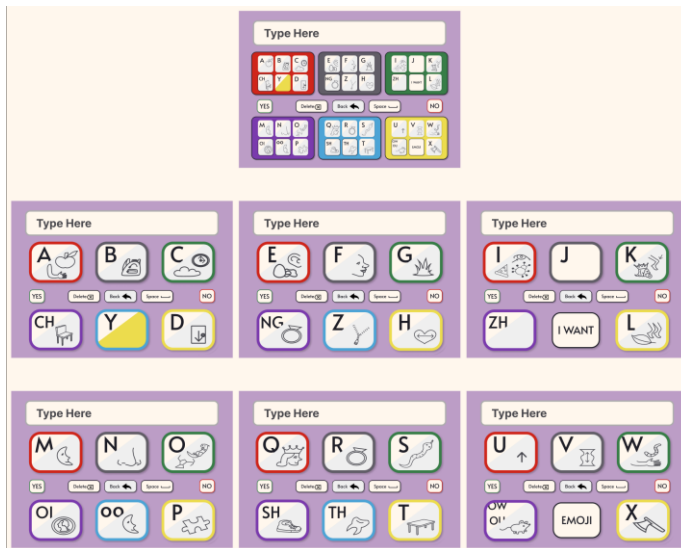 Type Here
A B C E F G I J K
CH Y D NG Z H ZH I WANT L
YES Delete Back Space NO
M N O Q R S U V W
OI OO P SH TH T OW OU EMOJI X
Type Here Type Here Type Here
A B C E F G I J K
YES Delete Back Space NO YES Delete Back Space NO YES Delete Back Space NO
CH Y D NG Z H ZH I WANT L
Type Here Type Here Type Here
M N O Q R S U V W
YES Delete Back Space NO YES Delete Back Space NO YES Delete Back Space NO
OI OO P SH TH T OW OU EMOJI X